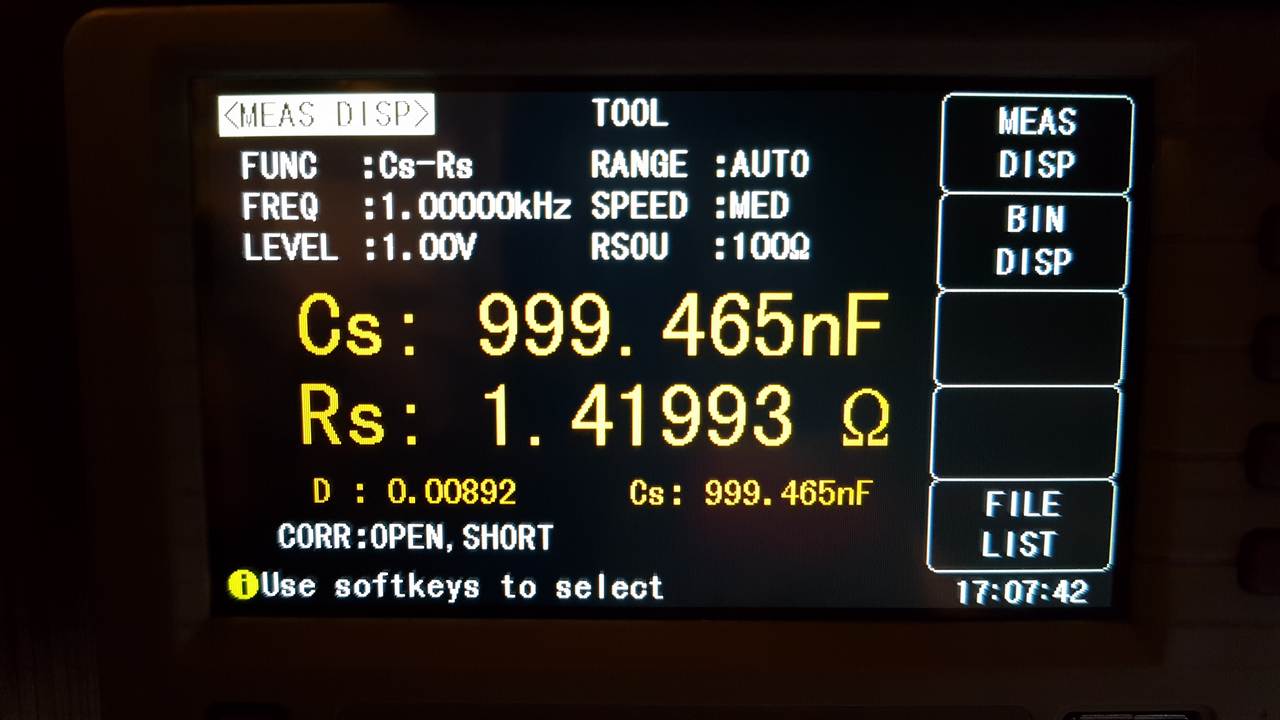 <MEAS DISP> TOOL
FUNC :Cs-Rs RANGE :AUTO
FREQ :1.00000kHz SPEED :MED
LEVEL :1.00V RSOU :100Ω
Cs: 999.465nF
Rs: 1.41993 Ω
D : 0.00892 Cs: 999.465nF
CORR:OPEN,SHORT
iUse softkeys to select
MEAS
DISP
BIN
DISP
FILE
LIST
17:07:42